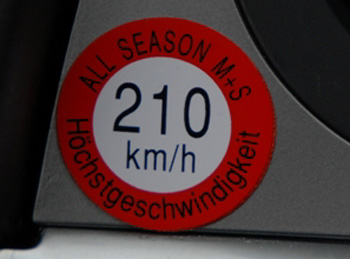 ALL SEASON M+S
210
km/h
Höchstgeschwindigkeit